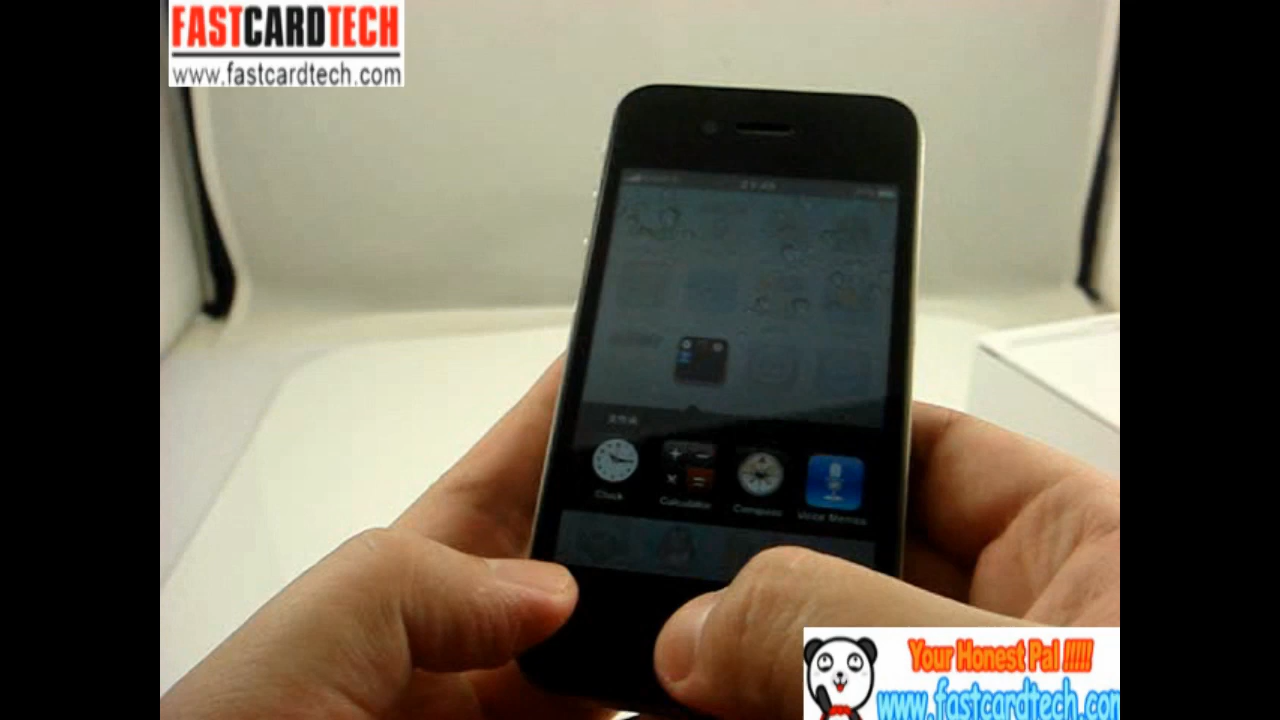 FASTCARDTECH
www.fastcardtech.com
Clock
Calculator
Compass
Voice Memos
Your Honest Pal !!!!!
www.fastcardtech.com